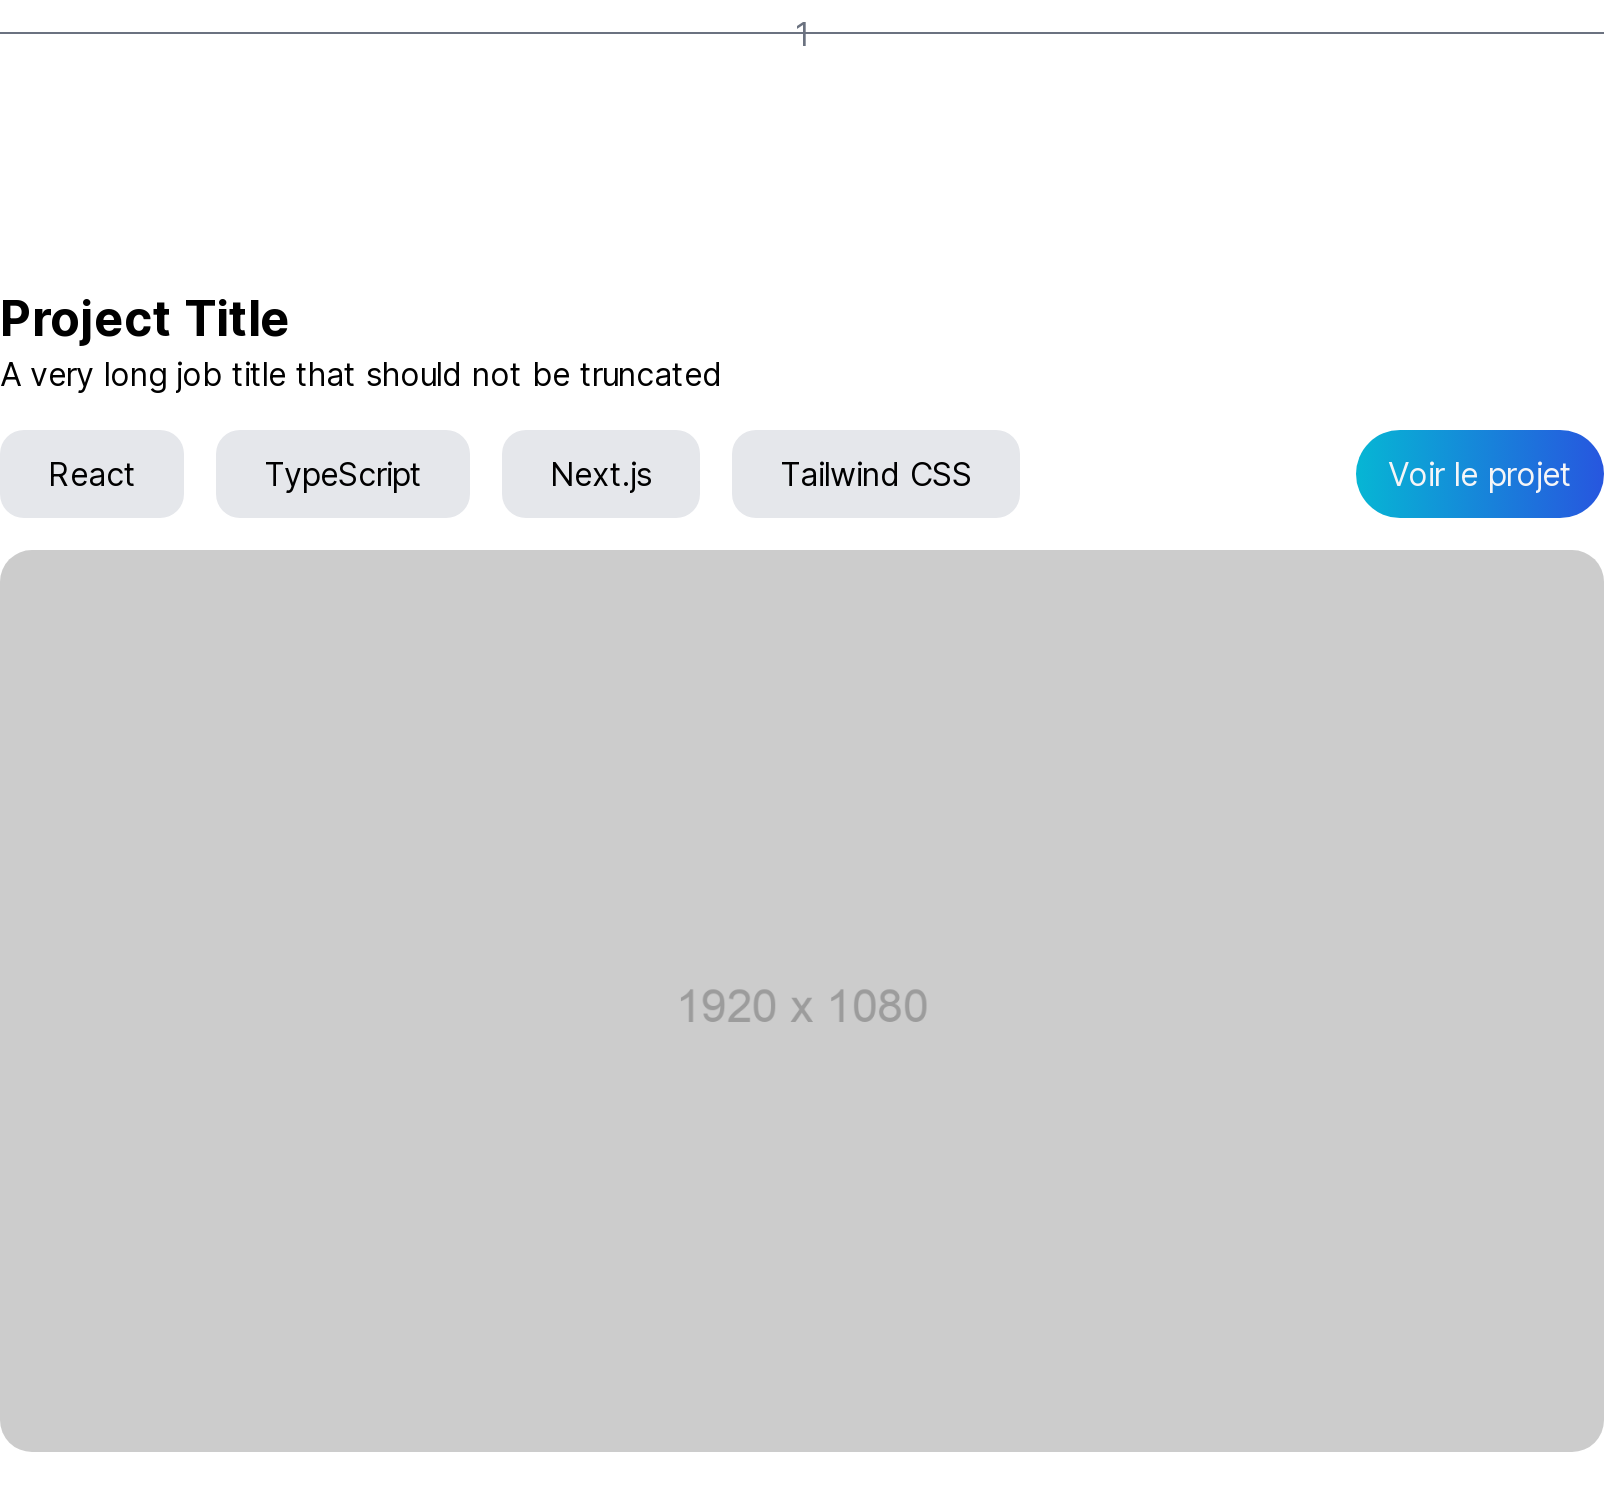 1
Project Title
A very long job title that should not be truncated
React TypeScript Next.js Tailwind CSS Voir le projet
1920 x 1080